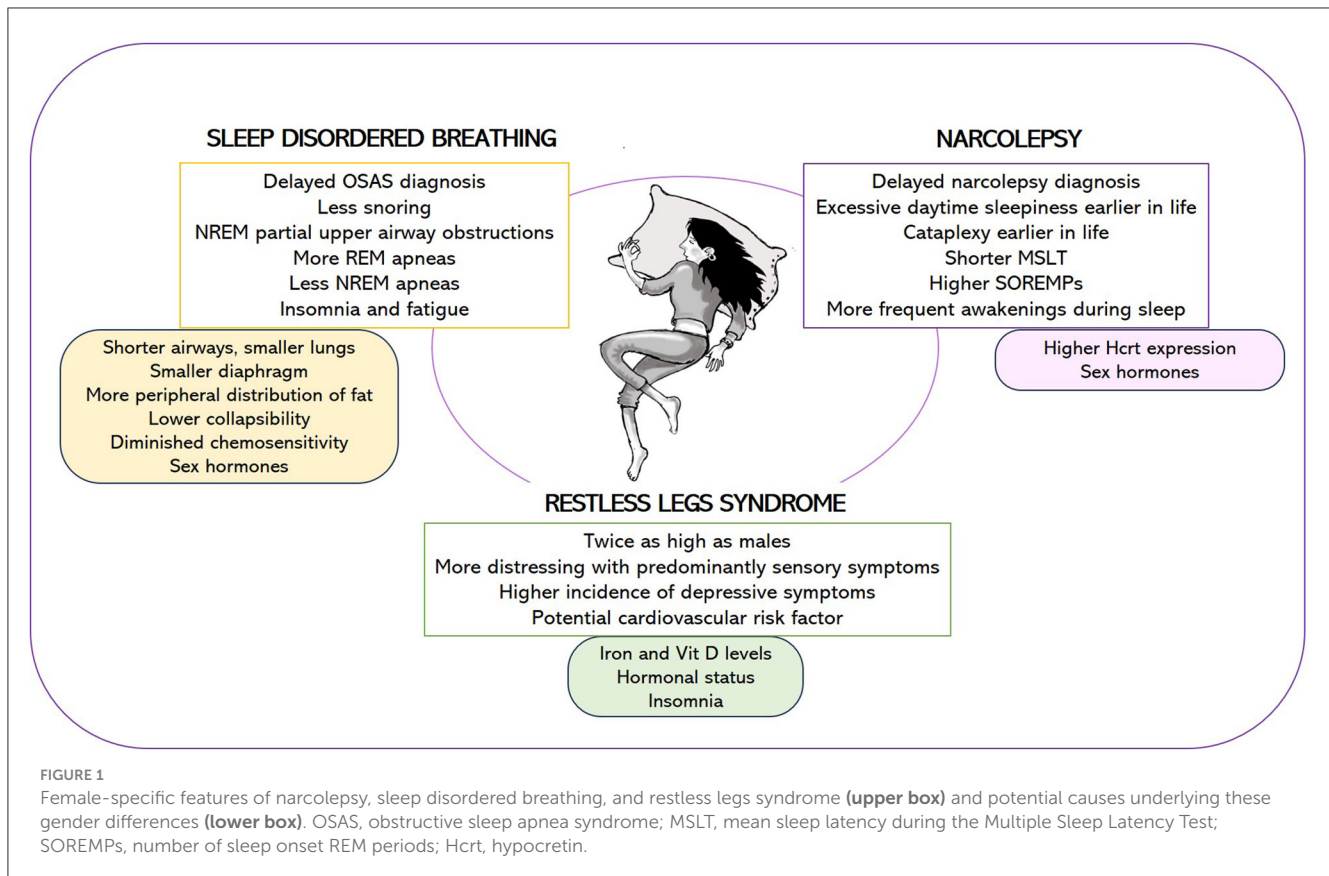 SLEEP DISORDERED BREATHING
Delayed OSAS diagnosis
Less snoring
NREM partial upper airway obstructions
More REM apneas
Less NREM apneas
Insomnia and fatigue
Shorter airways, smaller lungs
Smaller diaphragm
More peripheral distribution of fat
Lower collapsibility
Diminished chemosensitivity
Sex hormones
NARCOLEPSY
Delayed narcolepsy diagnosis
Excessive daytime sleepiness earlier in life
Cataplexy earlier in life
Shorter MSLT
Higher SOREMPs
More frequent awakenings during sleep
Higher Hcrt expression
Sex hormones
RESTLESS LEGS SYNDROME
Twice as high as males
More distressing with predominantly sensory symptoms
Higher incidence of depressive symptoms
Potential cardiovascular risk factor
Iron and Vit D levels
Hormonal status
Insomnia
FIGURE 1
Female-specific features of narcolepsy, sleep disordered breathing, and restless legs syndrome (upper box) and potential causes underlying these
gender differences (lower box). OSAS, obstructive sleep apnea syndrome; MSLT, mean sleep latency during the Multiple Sleep Latency Test;
SOREMPs, number of sleep onset REM periods; Hcrt, hypocretin.